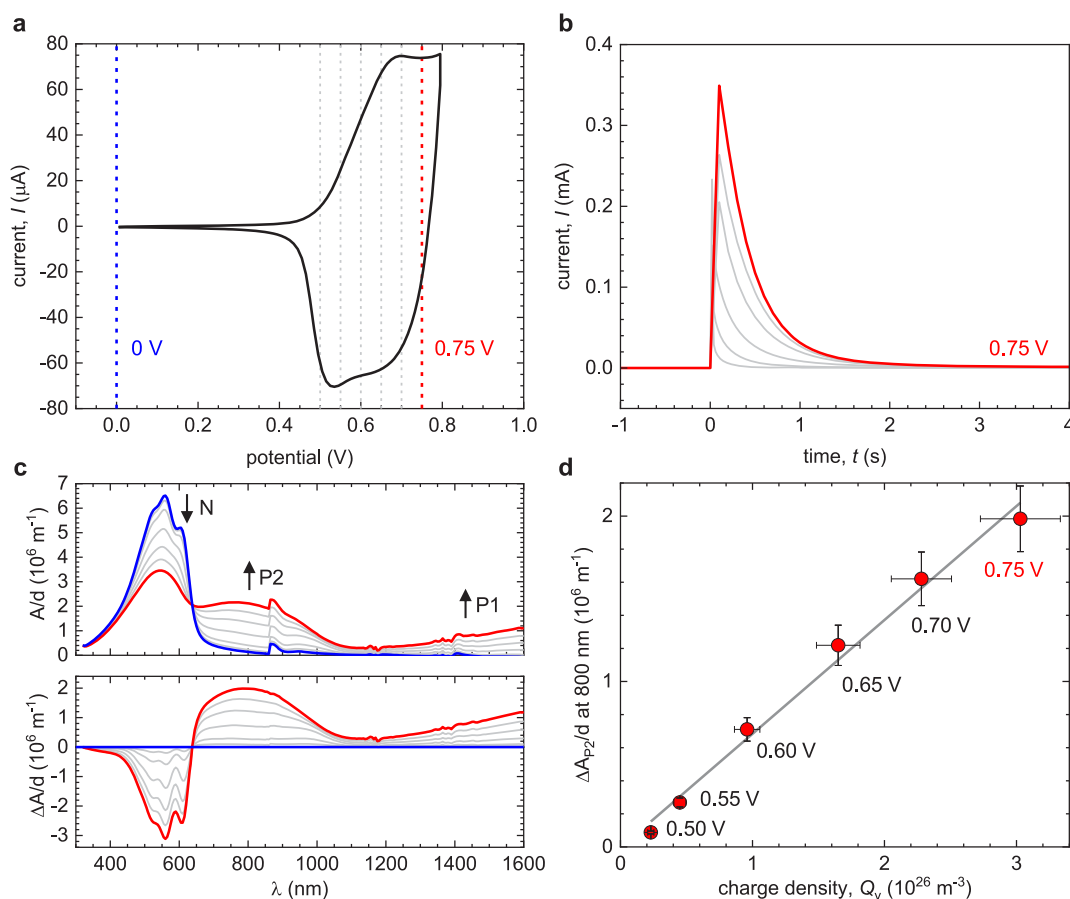 a
80
60
40
20
0
-20
-40
-60
-80
current, I (µA)
0 V
0.75 V
0.0 0.2 0.4 0.6 0.8 1.0
potential (V)
b
0.4
0.3
0.2
0.1
0.0
current, I (mA)
0.75 V
-1 0 1 2 3 4
time, t (s)
c
7
6
5
4
3
2
1
0
A/d (10⁶ m⁻¹)
N
P2
P1
2
1
0
-1
-2
-3
ΔA/d (10⁶ m⁻¹)
400 600 800 1000 1200 1400 1600
λ (nm)
d
2
1
0
ΔA_P2/d at 800 nm (10⁶ m⁻¹)
0.75 V
0.70 V
0.65 V
0.60 V
0.55 V
0.50 V
0 1 2 3
charge density, Qᵥ (10²⁶ m⁻³)